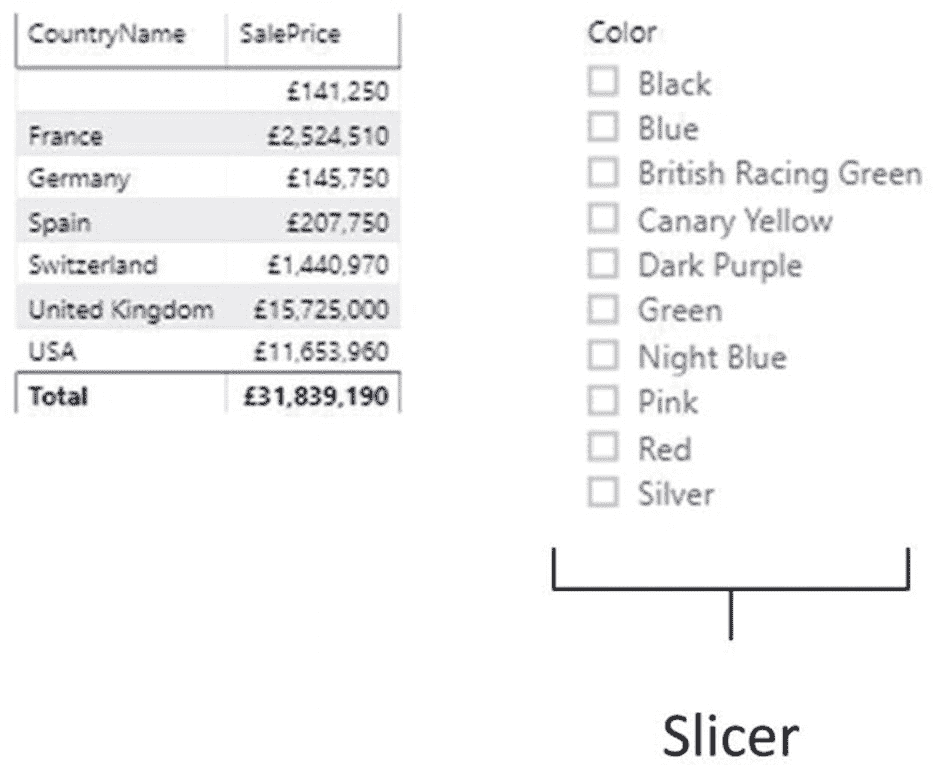 CountryName SalePrice
£141,250
France £2,524,510
Germany £145,750
Spain £207,750
Switzerland £1,440,970
United Kingdom £15,725,000
USA £11,653,960
Total £31,839,190
Color
Black
Blue
British Racing Green
Canary Yellow
Dark Purple
Green
Night Blue
Pink
Red
Silver
Slicer